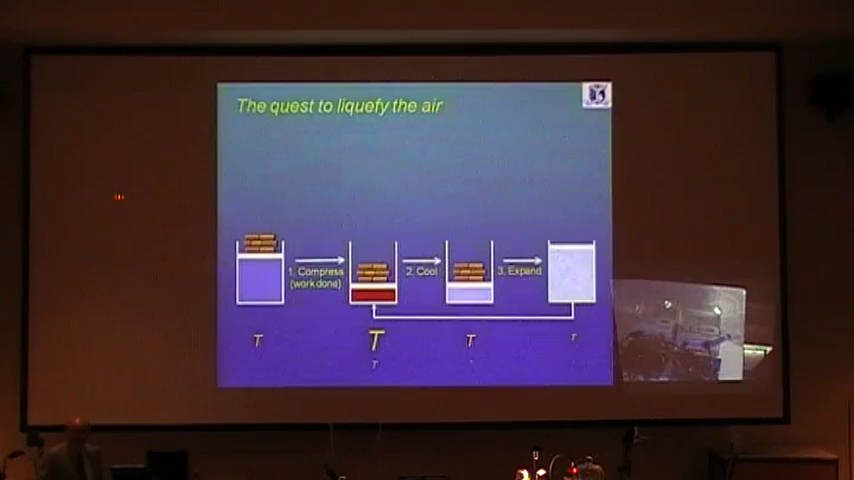 The quest to liquefy the air
1. Compress
(work done)
2. Cool
3. Expand
T
T
T
T
T